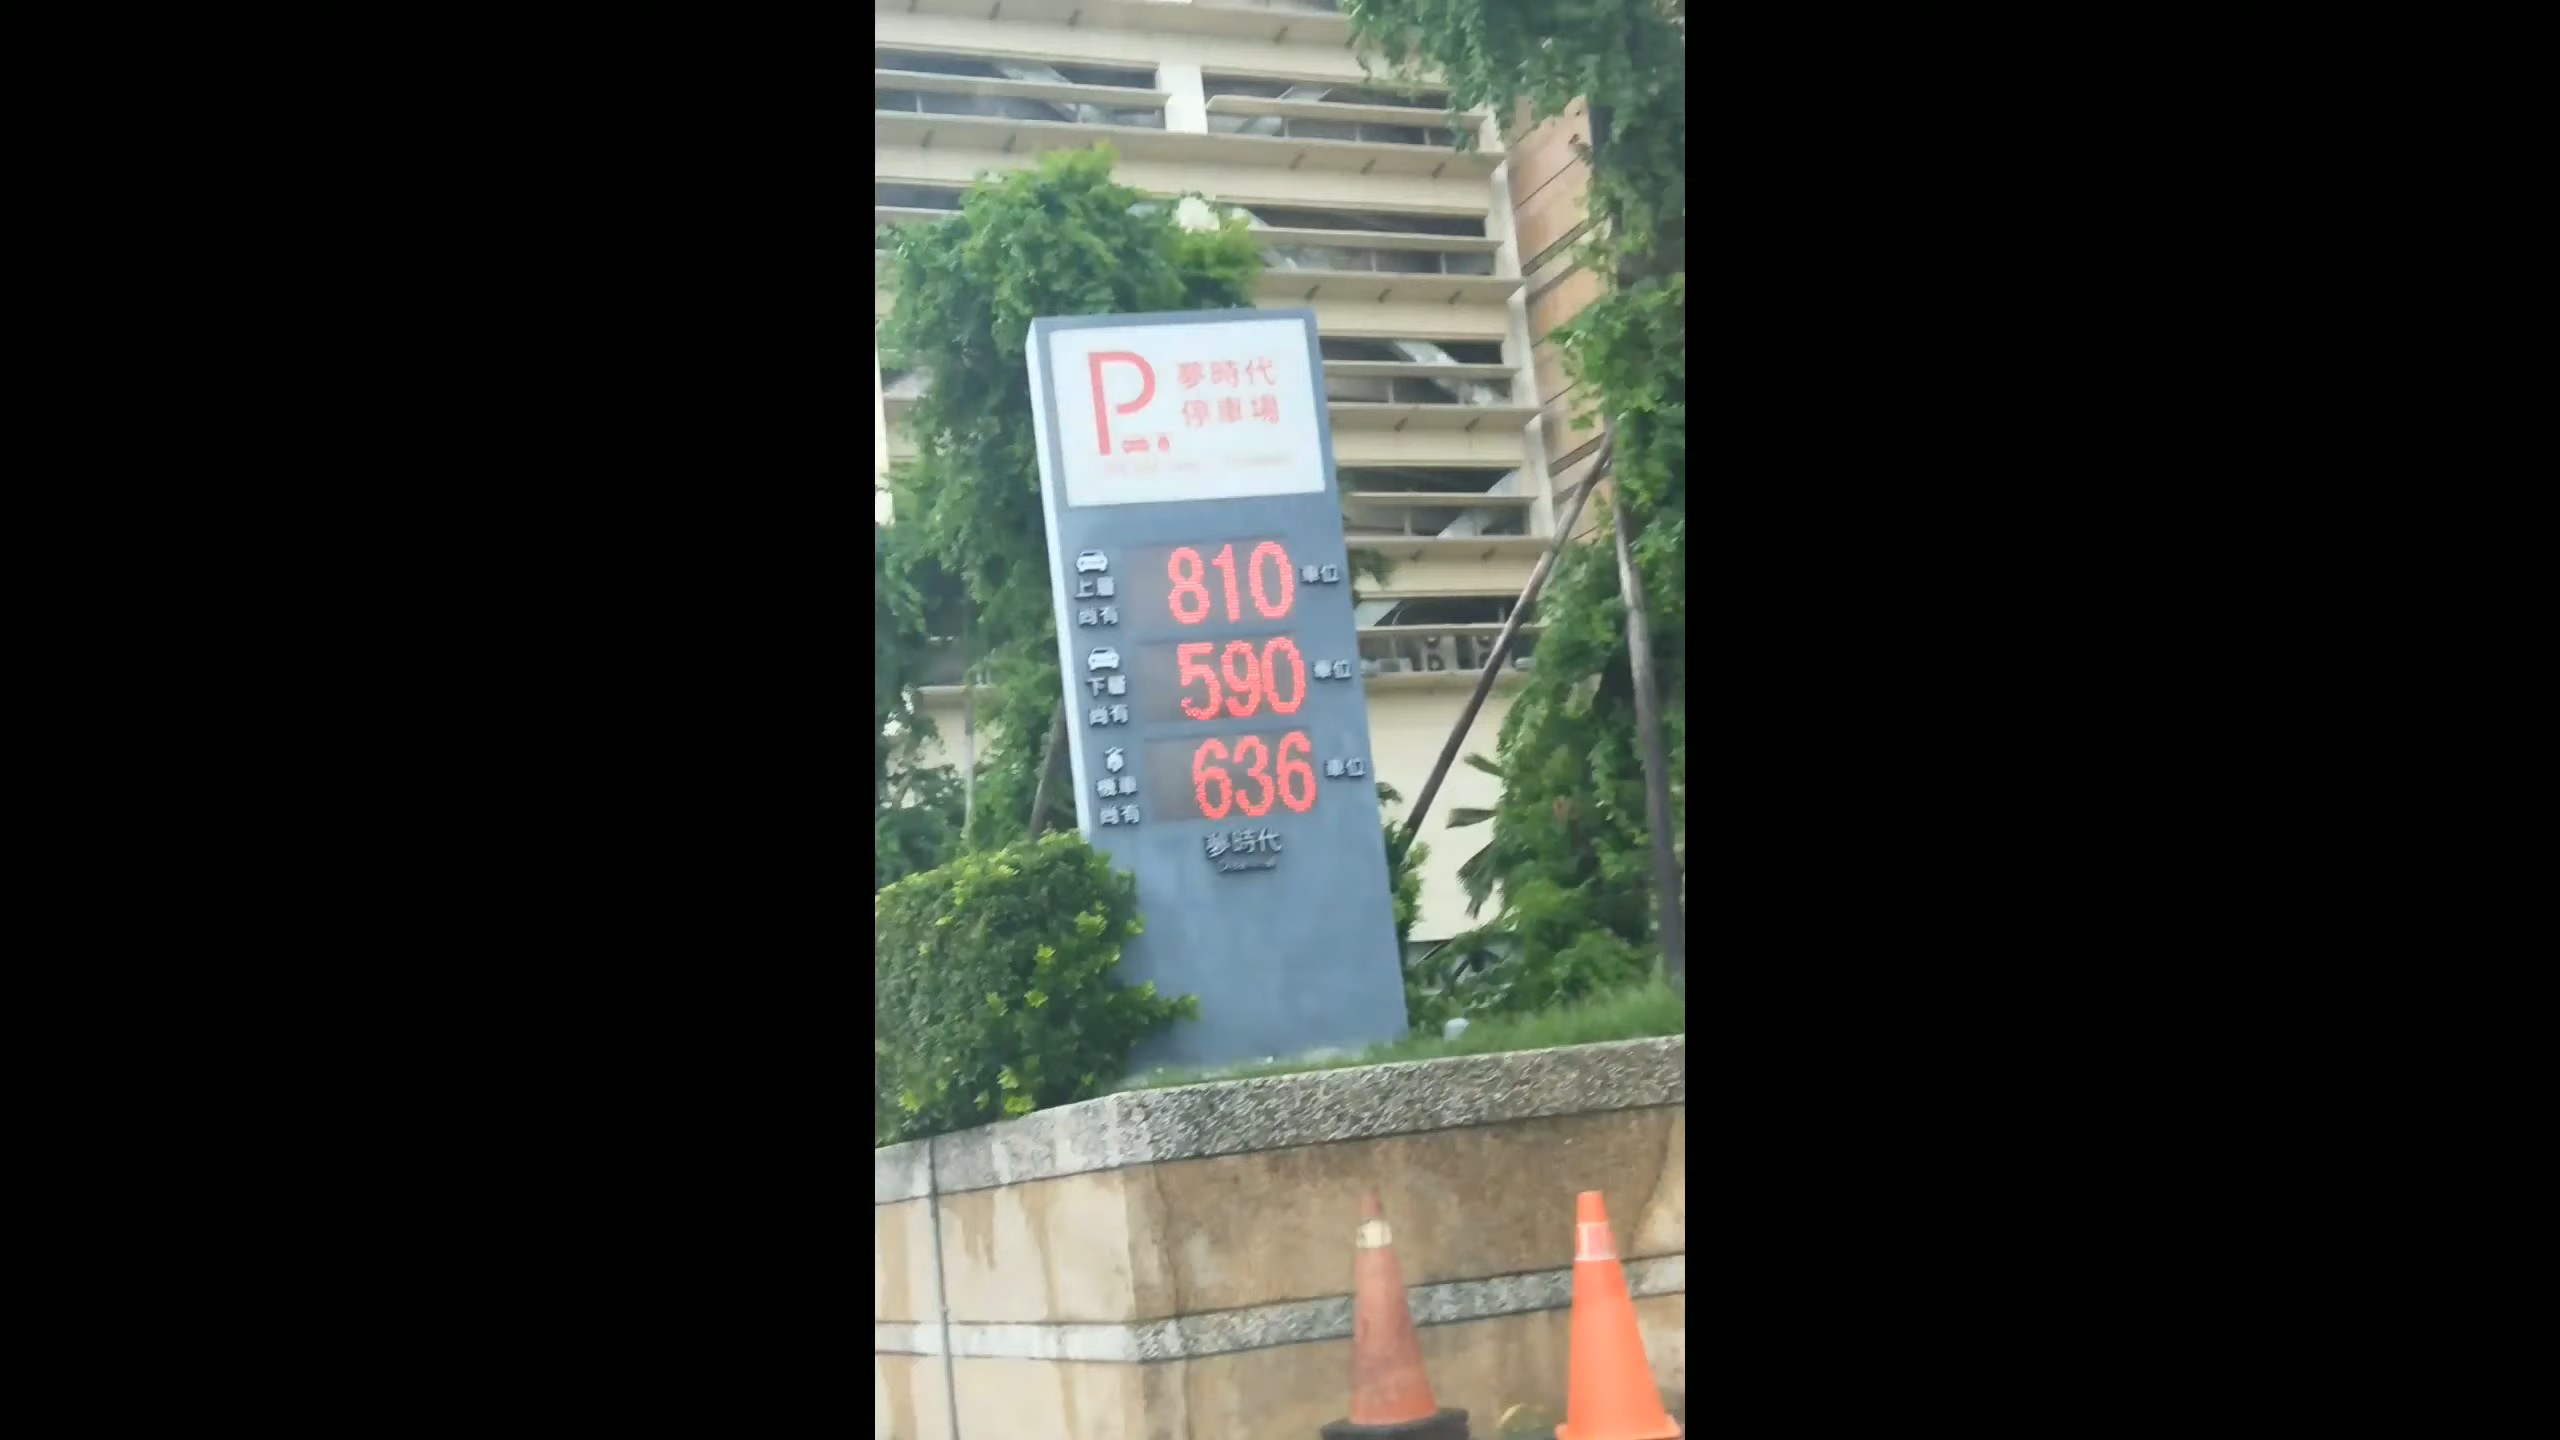 P 夢時代
停車場
上層
尚有
810 車位
下層
尚有
590 車位
機車
尚有
636 車位
夢時代